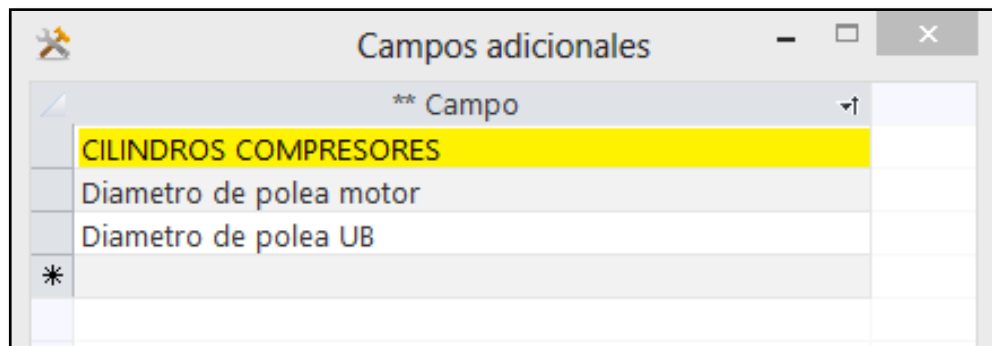 Campos adicionales
** Campo
CILINDROS COMPRESORES
Diametro de polea motor
Diametro de polea UB